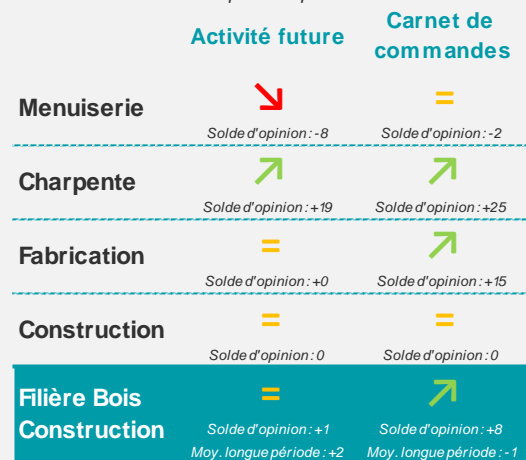 Activité future
Carnet de
commandes
Menuiserie
=
Solde d'opinion : -8
Solde d'opinion : -2
Charpente
Solde d'opinion : +19
Solde d'opinion : +25
Fabrication
=
Solde d'opinion : +0
Solde d'opinion : +15
Construction
=
=
Solde d'opinion : 0
Solde d'opinion : 0
Filière Bois
Construction
=
Solde d'opinion : +1
Solde d'opinion : +8
Moy. longue période : +2
Moy. longue période : -1